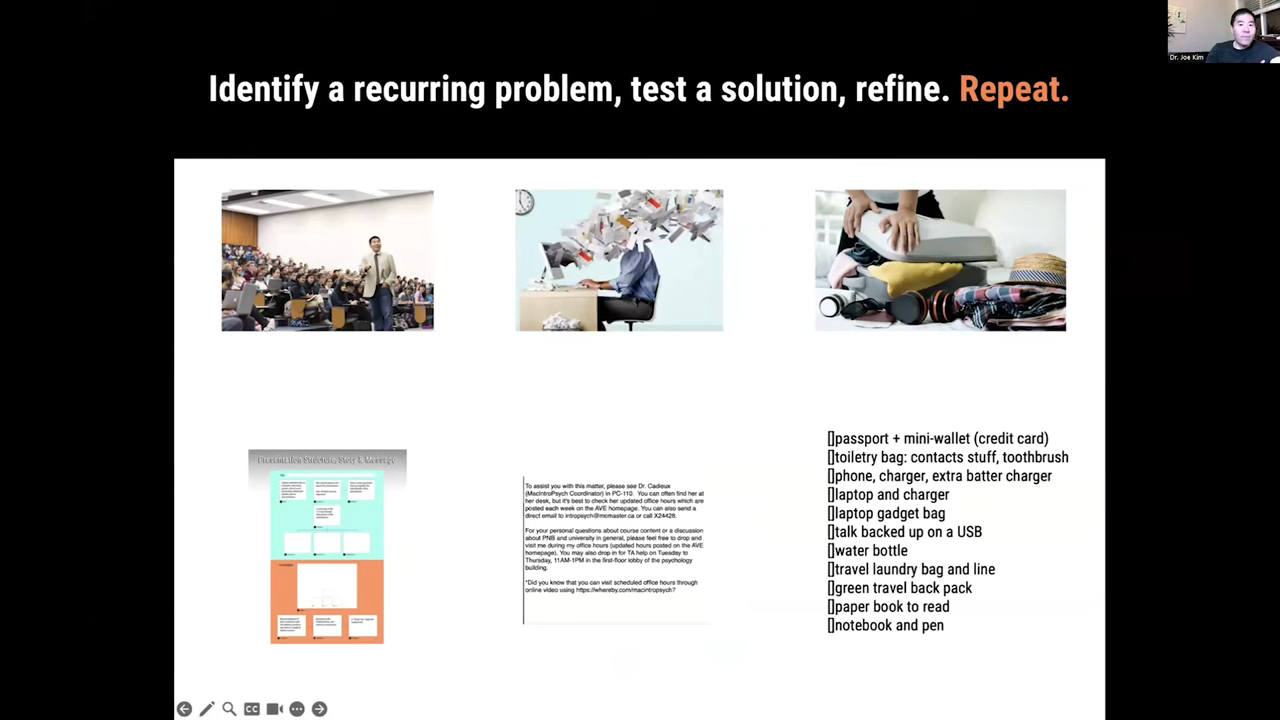 Dr. Joe Kim
Identify a recurring problem, test a solution, refine. Repeat.
Presentation Structure, Story & Message
To assist you with this matter, please see Dr. Cadieux
(MacIntroPsych Coordinator) in PC-110. You can often find her at
her desk, but it's best to check her updated office hours which are
posted each week on the AVE homepage. You can also send a
direct email to intropsych@mcmaster.ca or call X24428.
For your personal questions about course content or a discussion
about PNB and university in general, please feel free to drop and
visit me during my office hours (updated hours posted on the AVE
homepage). You may also drop in for TA help on Tuesday to
Thursday, 11AM-1PM in the first-floor lobby of the psychology
building.
*Did you know that you can visit scheduled office hours through
online video using https://whereby.com/macintropsych?
[]passport + mini-wallet (credit card)
[]toiletry bag: contacts stuff, toothbrush
[]phone, charger, extra batter charger
[]laptop and charger
[]laptop gadget bag
[]talk backed up on a USB
[]water bottle
[]travel laundry bag and line
[]green travel back pack
[]paper book to read
[]notebook and pen
CC